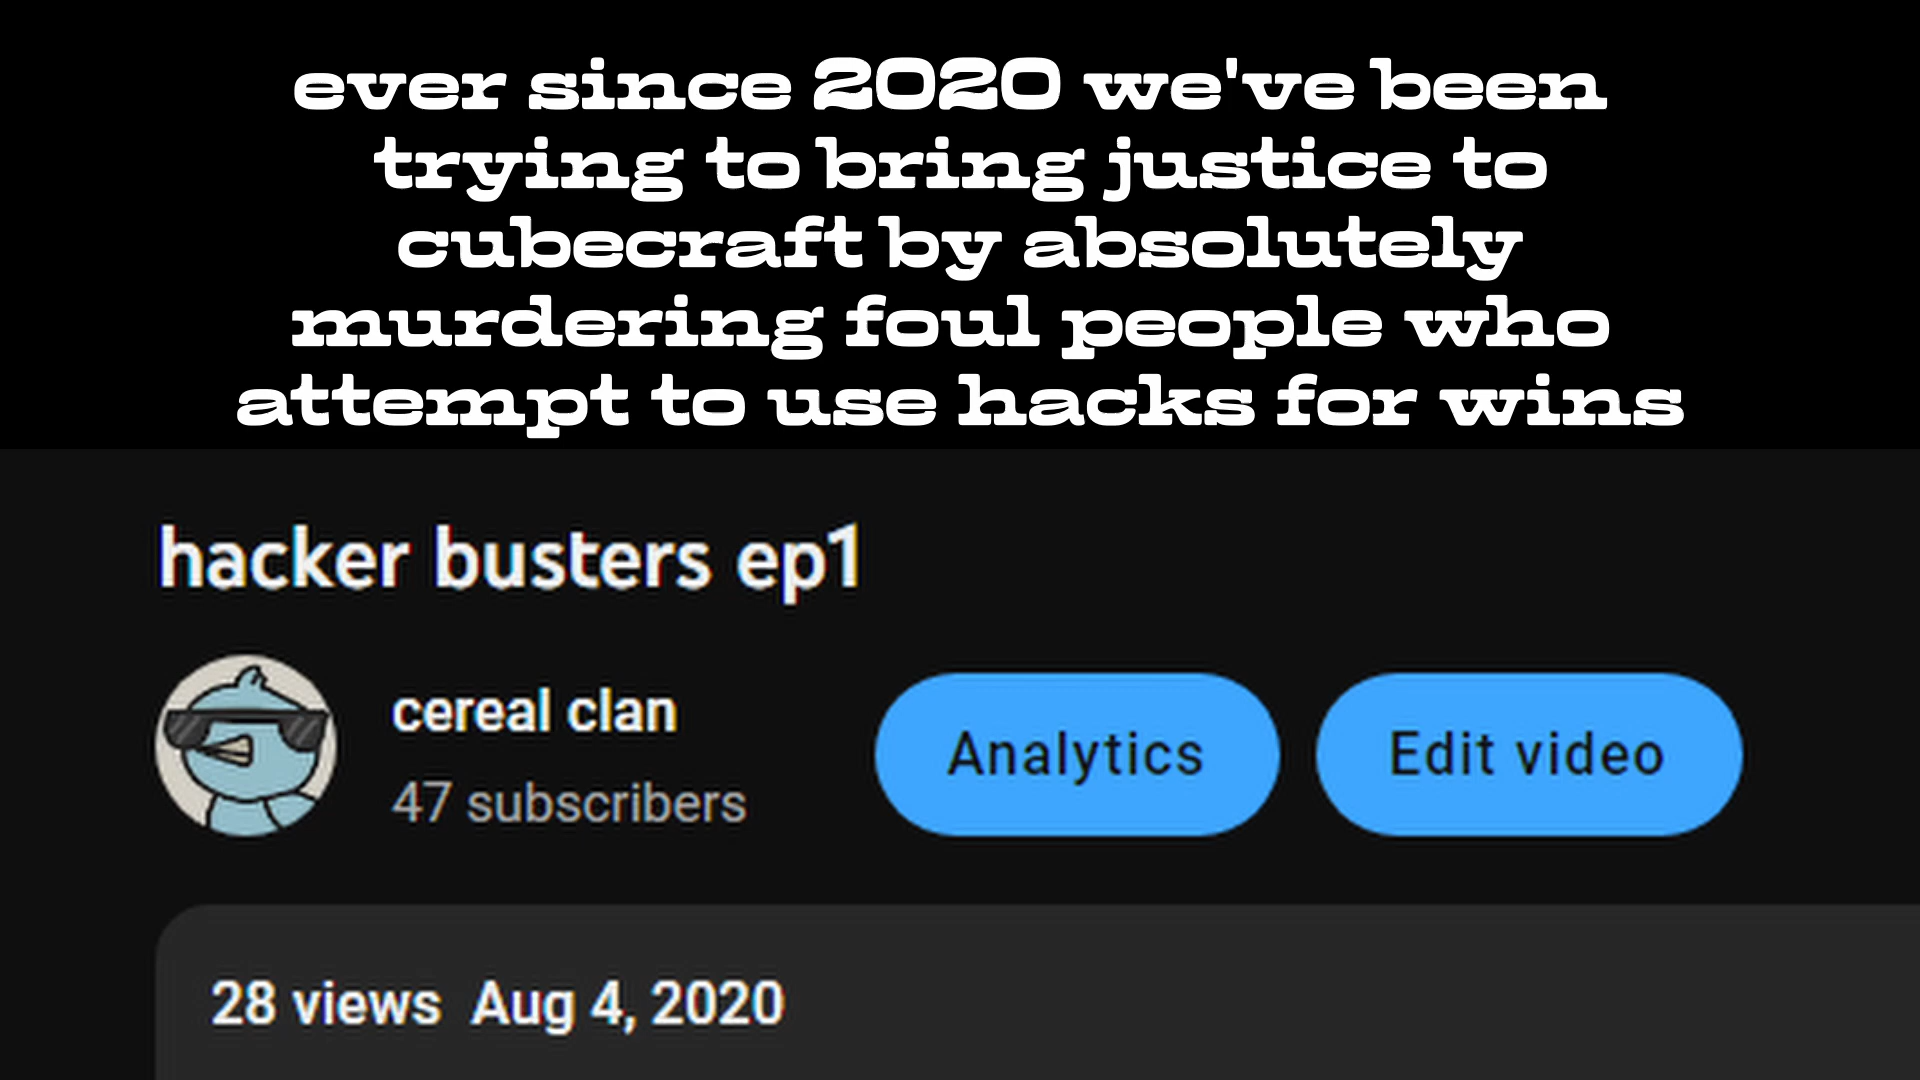 ever since 2020 we've been
trying to bring justice to
cubecraft by absolutely
murdering foul people who
attempt to use hacks for wins
hacker busters ep1
cereal clan
47 subscribers
Analytics
Edit video
28 views Aug 4, 2020